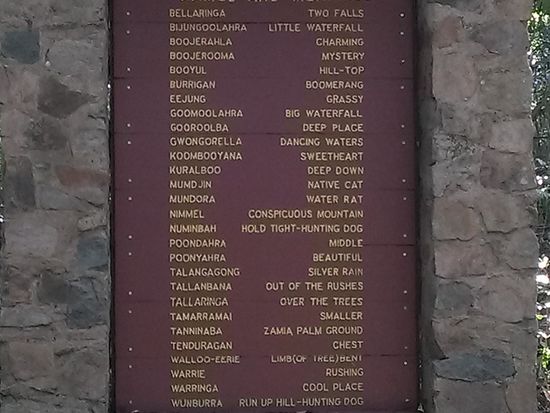 BELLARINGA TWO FALLS
BIJUNGOOLAHRA LITTLE WATERFALL
BOOJERAHLA CHARMING
BOOJEROOMA MYSTERY
BOOYUL HILL-TOP
BURRIGAN BOOMERANG
EEJUNG GRASSY
GOOMOOLAHRA BIG WATERFALL
GOOROOLBA DEEP PLACE
GWONGORELLA DANCING WATERS
KOOMBOOYANA SWEETHEART
KURALBOO DEEP DOWN
MUMDJIN NATIVE CAT
MUNDORA WATER RAT
NIMMEL CONSPICUOUS MOUNTAIN
NUMINBAH HOLD TIGHT-HUNTING DOG
POONDAHRA MIDDLE
POONYAHRA BEAUTIFUL
TALANGAGONG SILVER RAIN
TALLANBANA OUT OF THE RUSHES
TALLARINGA OVER THE TREES
TAMARRAMAI SMALLER
TANNINABA ZAMIA PALM GROUND
TENDURAGAN CHEST
WALLOO-EERIE LIMB(OF TREE)BENT
WARRIE RUSHING
WARRINGA COOL PLACE
WUNBURRA RUN UP HILL-HUNTING DOG